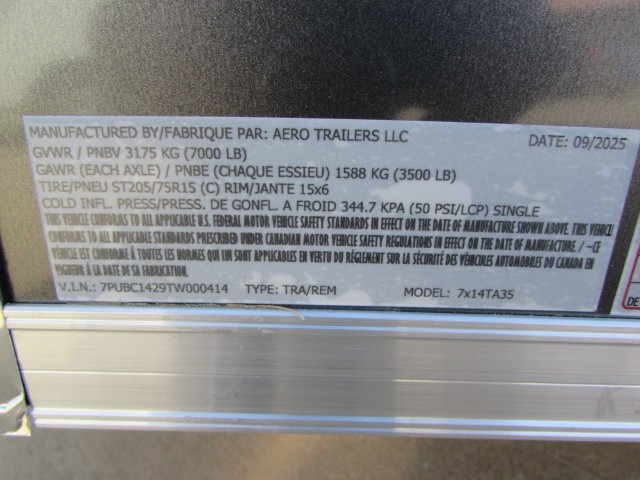 MANUFACTURED BY/FABRIQUE PAR: AERO TRAILERS LLC DATE: 09/2025
GVWR / PNBV 3175 KG (7000 LB)
GAWR (EACH AXLE) / PNBE (CHAQUE ESSIEU) 1588 KG (3500 LB)
TIRE/PNEU ST205/75R15 (C) RIM/JANTE 15x6
COLD INFL. PRESS/PRESS. DE GONFL. A FROID 344.7 KPA (50 PSI/LCP) SINGLE
THIS VEHICLE CONFORMS TO ALL APPLICABLE U.S. FEDERAL MOTOR VEHICLE SAFETY STANDARDS IN EFFECT ON THE DATE OF MANUFACTURE SHOWN ABOVE. / THIS VEHICLE
CONFORMS TO ALL APPLICABLE STANDARDS PRESCRIBED UNDER CANADIAN MOTOR VEHICLE SAFETY REGULATIONS IN EFFECT ON THE DATE OF MANUFACTURE / ~CE
VÉHICULE EST CONFORME À TOUTES LES NORMES QUI LUI SONT APPLICABLES EN VERTU DU RÉGLEMENT SUR LA SÉCURITÉ DES VÉHICULES AUTOMOBILES DU CANADA EN
VIGUEUR À LA DATE DE SA FABRICATION
V.I.N.: 7PUBC1429TW000414 TYPE: TRA/REM MODEL: 7x14TA35
DE